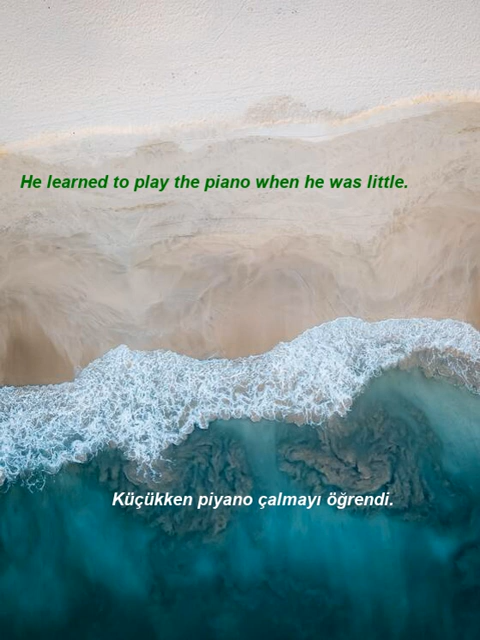 He learned to play the piano when he was little.
Küçükken piyano çalmayı öğrendi.